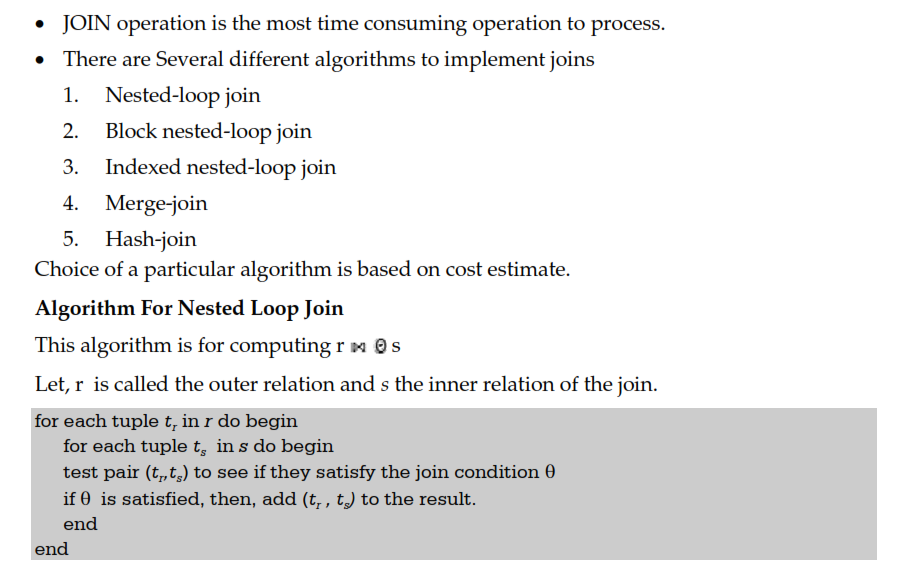 • JOIN operation is the most time consuming operation to process.
• There are Several different algorithms to implement joins
1. Nested-loop join
2. Block nested-loop join
3. Indexed nested-loop join
4. Merge-join
5. Hash-join
Choice of a particular algorithm is based on cost estimate.
Algorithm For Nested Loop Join
This algorithm is for computing r ⋈ θ s
Let, r is called the outer relation and s the inner relation of the join.
for each tuple tr in r do begin
for each tuple ts in s do begin
test pair (tr,ts) to see if they satisfy the join condition θ
if θ is satisfied, then, add (tr , ts) to the result.
end
end